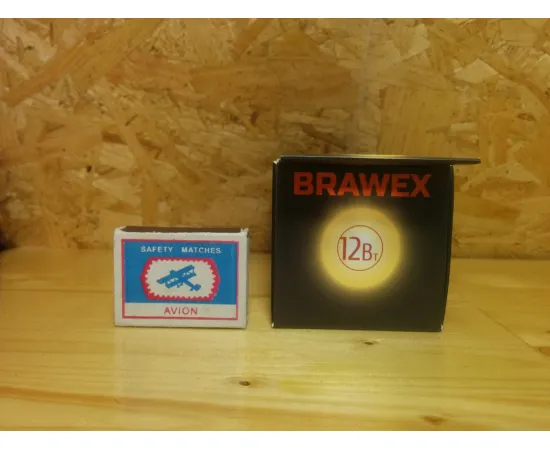 SAFETY MATCHES
AVION
BRAWEX
12Вт